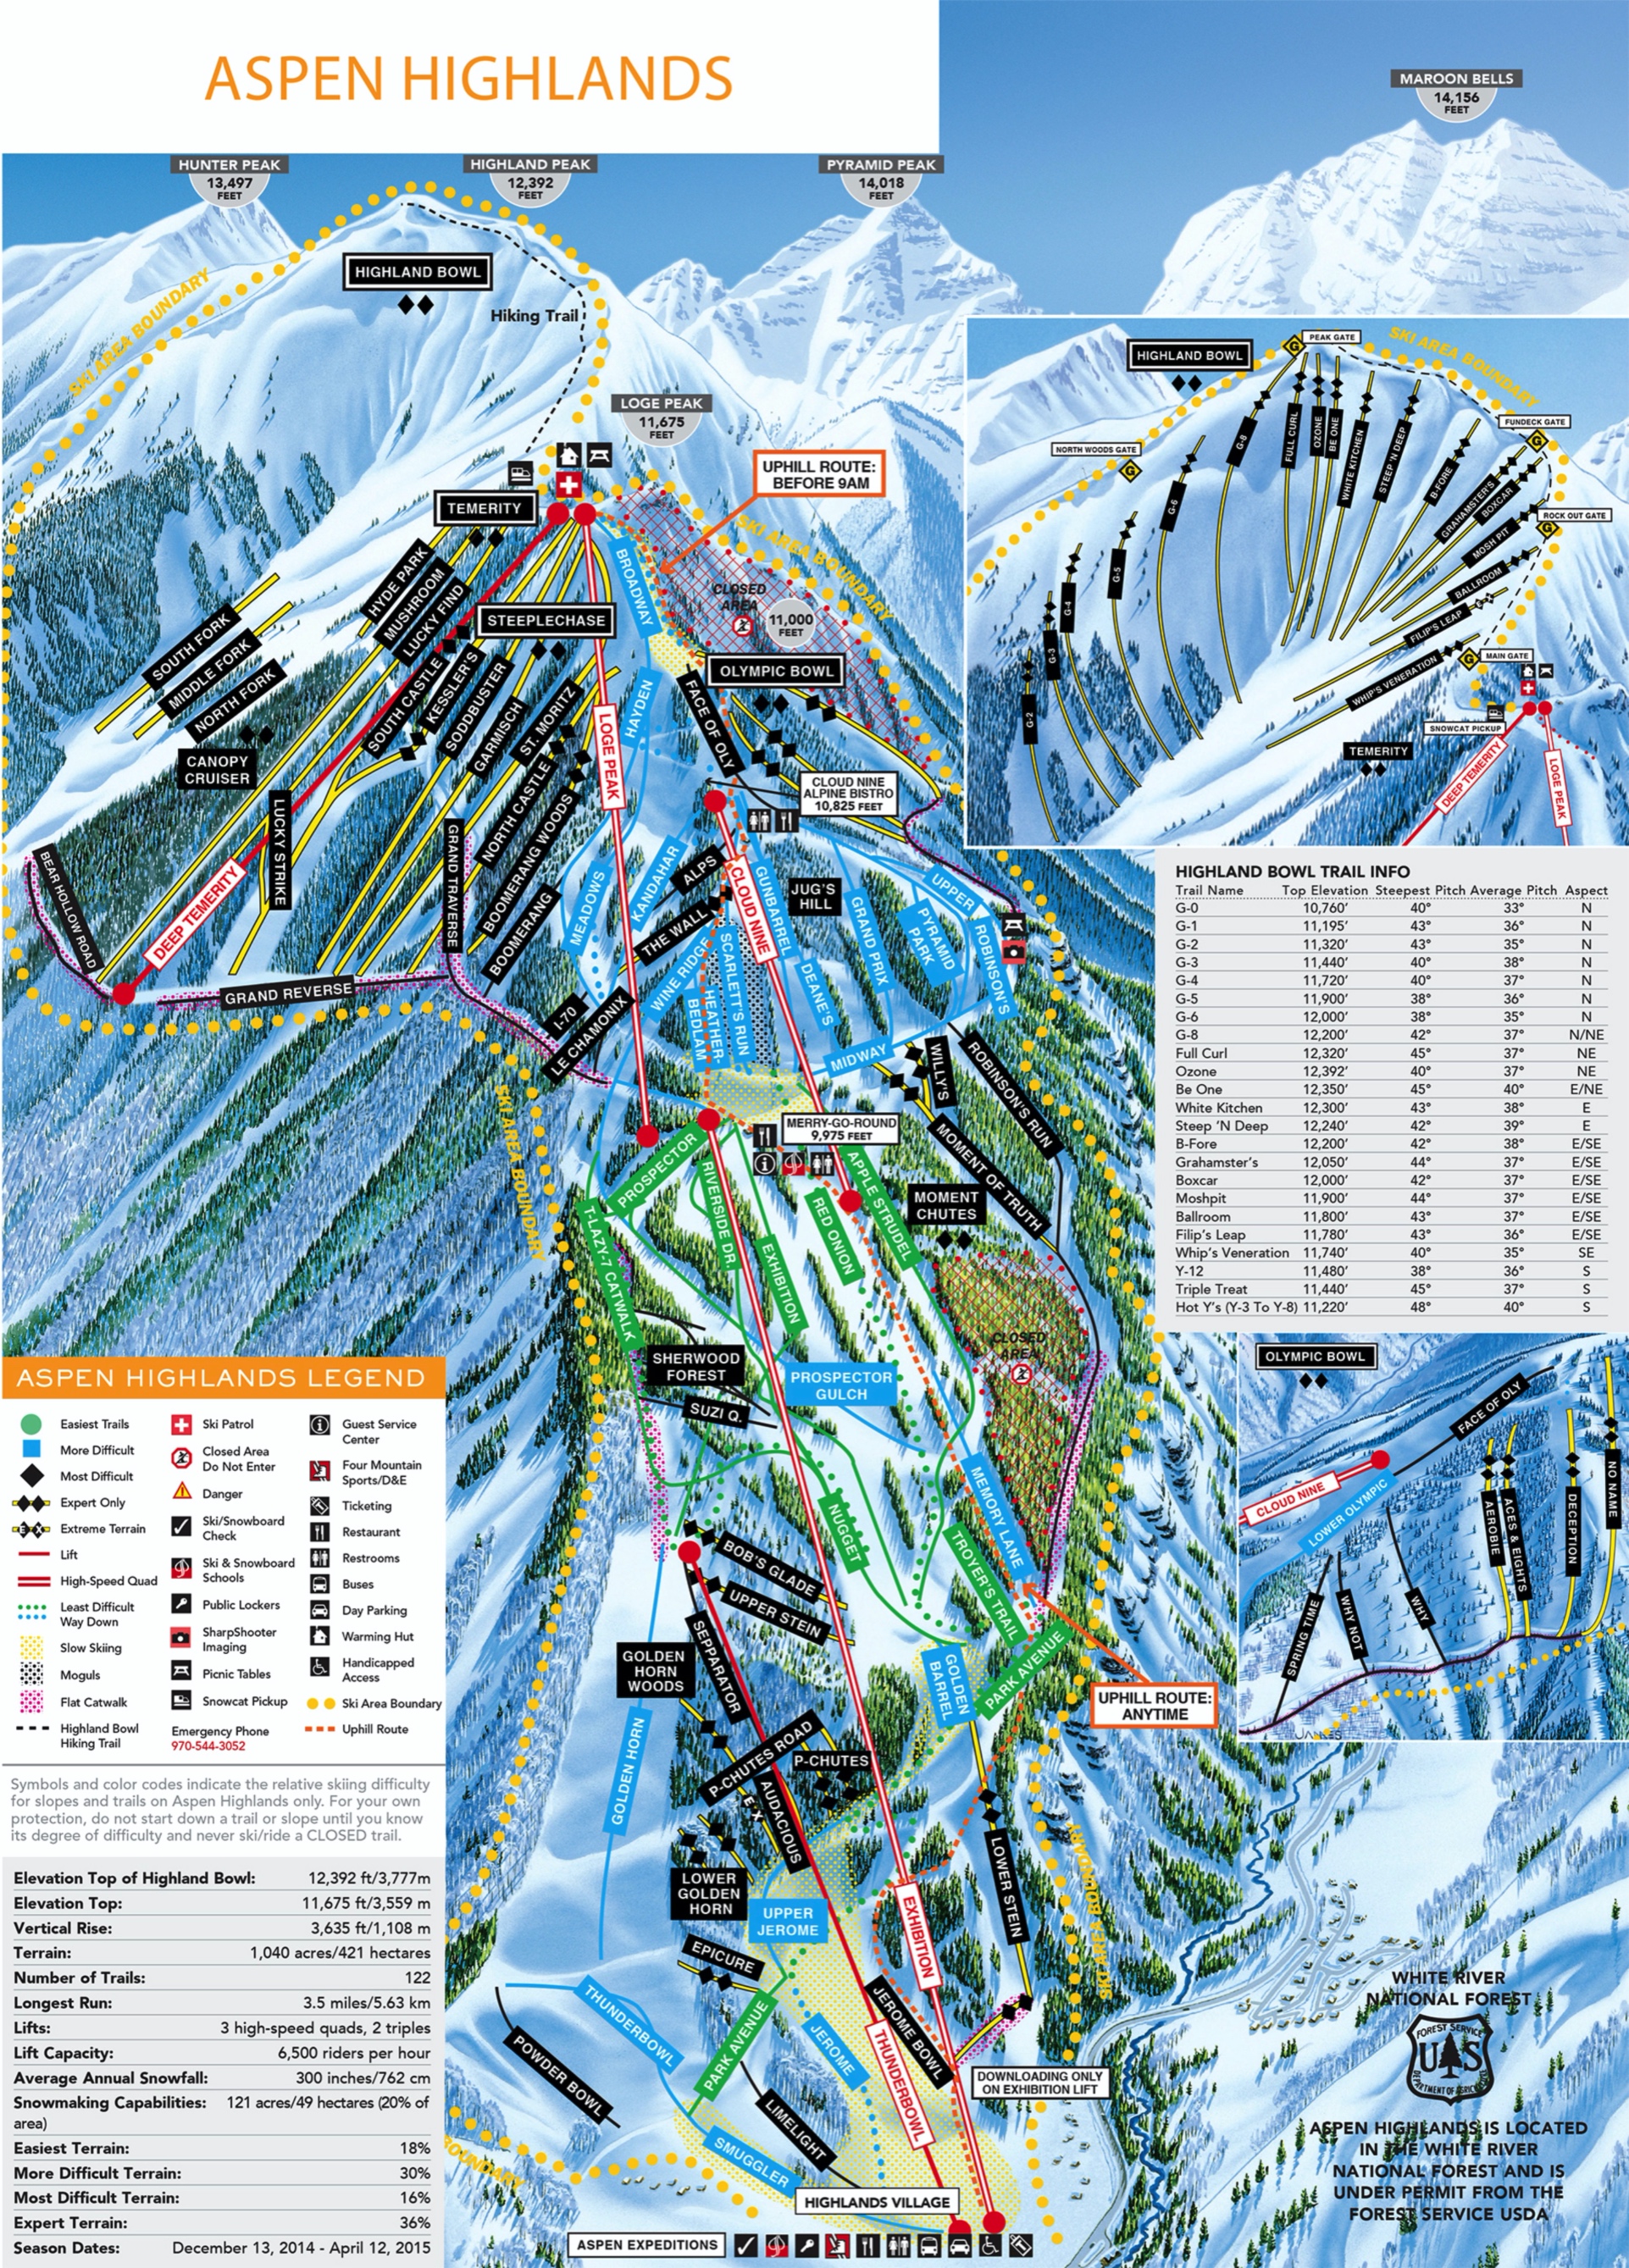 ASPEN HIGHLANDS
MAROON BELLS
14,156
FEET
HUNTER PEAK
13,497
FEET
HIGHLAND PEAK
12,392
FEET
PYRAMID PEAK
14,018
FEET
HIGHLAND BOWL
Hiking Trail
SKI AREA BOUNDARY
LOGE PEAK
11,675
FEET
UPHILL ROUTE:
BEFORE 9AM
SKI AREA BOUNDARY
TEMERITY
CLOSED
AREA
11,000
FEET
BROADWAY
HYDE PARK
MUSHROOM
LUCKY FIND
STEEPLECHASE
SOUTH FORK
MIDDLE FORK
NORTH FORK
SOUTH CASTLE
KESSLER'S
SODBUSTER
GARMISCH
ST. MORITZ
OLYMPIC BOWL
FACE OF OLY
HAYDEN
LOGE PEAK
CANOPY
CRUISER
CLOUD NINE
ALPINE BISTRO
10,825 FEET
LUCKY STRIKE
GRAND TRAVERSE
NORTH CASTLE
BOOMERANG WOODS
BOOMERANG
BEAR HOLLOW ROAD
DEEP TEMERITY
GRAND REVERSE
MEADOWS
KANDAHAR
ALPS
THE WALL
CLOUD NINE
GUNBARREL
JUG'S
HILL
GRAND PRIX
PYRAMID
PARK
UPPER
ROBINSON'S
WINE RIDGE
SCARLETT'S RUN
HEATHER-
BEDLAM
DEANE'S
I-70
LE CHAMONIX
MIDWAY
WILLY'S
ROBINSON'S RUN
SKI AREA BOUNDARY
MERRY-GO-ROUND
9,975 FEET
MOMENT OF TRUTH
PROSPECTOR
RIVERSIDE DR.
APPLE STRUDEL
RED ONION
EXHIBITION
T-LAZY-7 CATWALK
MOMENT
CHUTES
CLOSED
AREA
SHERWOOD
FOREST
SUZI Q.
PROSPECTOR
GULCH
MEMORY LANE
NUGGET
TROYER'S TRAIL
BOB'S GLADE
UPPER STEIN
SEPPARATOR
GOLDEN
HORN
WOODS
GOLDEN
BARREL
PARK AVENUE
UPHILL ROUTE:
ANYTIME
GOLDEN HORN
P-CHUTES ROAD
P-CHUTES
E X
AUDACIOUS
LOWER STEIN
SKI AREA BOUNDARY
LOWER
GOLDEN
HORN
UPPER
JEROME
EXHIBITION
EPICURE
THUNDERBOWL
POWDER BOWL
PARK AVENUE
JEROME
JEROME BOWL
THUNDERBOWL
DOWNLOADING ONLY
ON EXHIBITION LIFT
LIMELIGHT
SMUGGLER
BOUNDARY
HIGHLANDS VILLAGE
ASPEN EXPEDITIONS
HIGHLAND BOWL
PEAK GATE
SKI AREA BOUNDARY
FUNDECK GATE
NORTH WOODS GATE
ROCK OUT GATE
G
G
G
G
G
G-8
FULL CURL
OZONE
BE ONE
WHITE KITCHEN
STEEP 'N DEEP
B-FORE
GRAHAMSTER'S
BOXCAR
MOSH PIT
BALLROOM
FILIP'S LEAP
WHIP'S VENERATION
G-6
G-5
G-4
G-3
G-2
MAIN GATE
SNOWCAT PICKUP
TEMERITY
DEEP TEMERITY
LOGE PEAK
HIGHLAND BOWL TRAIL INFO
Trail Name Top Elevation Steepest Pitch Average Pitch Aspect
G-0 10,760' 40° 33° N
G-1 11,195' 43° 36° N
G-2 11,320' 43° 35° N
G-3 11,440' 40° 38° N
G-4 11,720' 40° 37° N
G-5 11,900' 38° 36° N
G-6 12,000' 38° 35° N
G-8 12,200' 42° 37° N/NE
Full Curl 12,320' 45° 37° NE
Ozone 12,392' 40° 37° NE
Be One 12,350' 45° 40° E/NE
White Kitchen 12,300' 43° 38° E
Steep 'N Deep 12,240' 42° 39° E
B-Fore 12,200' 42° 38° E/SE
Grahamster's 12,050' 44° 37° E/SE
Boxcar 12,000' 42° 37° E/SE
Moshpit 11,900' 44° 37° E/SE
Ballroom 11,800' 43° 37° E/SE
Filip's Leap 11,780' 43° 36° E/SE
Whip's Veneration 11,740' 40° 35° SE
Y-12 11,480' 38° 36° S
Triple Treat 11,440' 45° 37° S
Hot Y's (Y-3 To Y-8) 11,220' 48° 40° S
OLYMPIC BOWL
FACE OF OLY
CLOUD NINE
LOWER OLYMPIC
AEROBIE
ACES & EIGHTS
DECEPTION
NO NAME
SPRING TIME
WHY NOT
WHY
ASPEN HIGHLANDS LEGEND
Easiest Trails
More Difficult
Most Difficult
Expert Only
Extreme Terrain
Lift
High-Speed Quad
Least Difficult
Way Down
Slow Skiing
Moguls
Flat Catwalk
Highland Bowl
Hiking Trail
Ski Patrol
Closed Area
Do Not Enter
Danger
Ski/Snowboard
Check
Ski & Snowboard
Schools
Public Lockers
SharpShooter
Imaging
Picnic Tables
Snowcat Pickup
Emergency Phone
970-544-3052
Guest Service
Center
Four Mountain
Sports/D&E
Ticketing
Restaurant
Restrooms
Buses
Day Parking
Warming Hut
Handicapped
Access
Ski Area Boundary
Uphill Route
Symbols and color codes indicate the relative skiing difficulty
for slopes and trails on Aspen Highlands only. For your own
protection, do not start down a trail or slope until you know
its degree of difficulty and never ski/ride a CLOSED trail.
Elevation Top of Highland Bowl: 12,392 ft/3,777m
Elevation Top: 11,675 ft/3,559 m
Vertical Rise: 3,635 ft/1,108 m
Terrain: 1,040 acres/421 hectares
Number of Trails: 122
Longest Run: 3.5 miles/5.63 km
Lifts: 3 high-speed quads, 2 triples
Lift Capacity: 6,500 riders per hour
Average Annual Snowfall: 300 inches/762 cm
Snowmaking Capabilities: 121 acres/49 hectares (20% of
area)
Easiest Terrain: 18%
More Difficult Terrain: 30%
Most Difficult Terrain: 16%
Expert Terrain: 36%
Season Dates: December 13, 2014 - April 12, 2015
WHITE RIVER
NATIONAL FOREST
FOREST SERVICE
U S
DEPARTMENT OF AGRICULTURE
ASPEN HIGHLANDS IS LOCATED
IN THE WHITE RIVER
NATIONAL FOREST AND IS
UNDER PERMIT FROM THE
FOREST SERVICE USDA